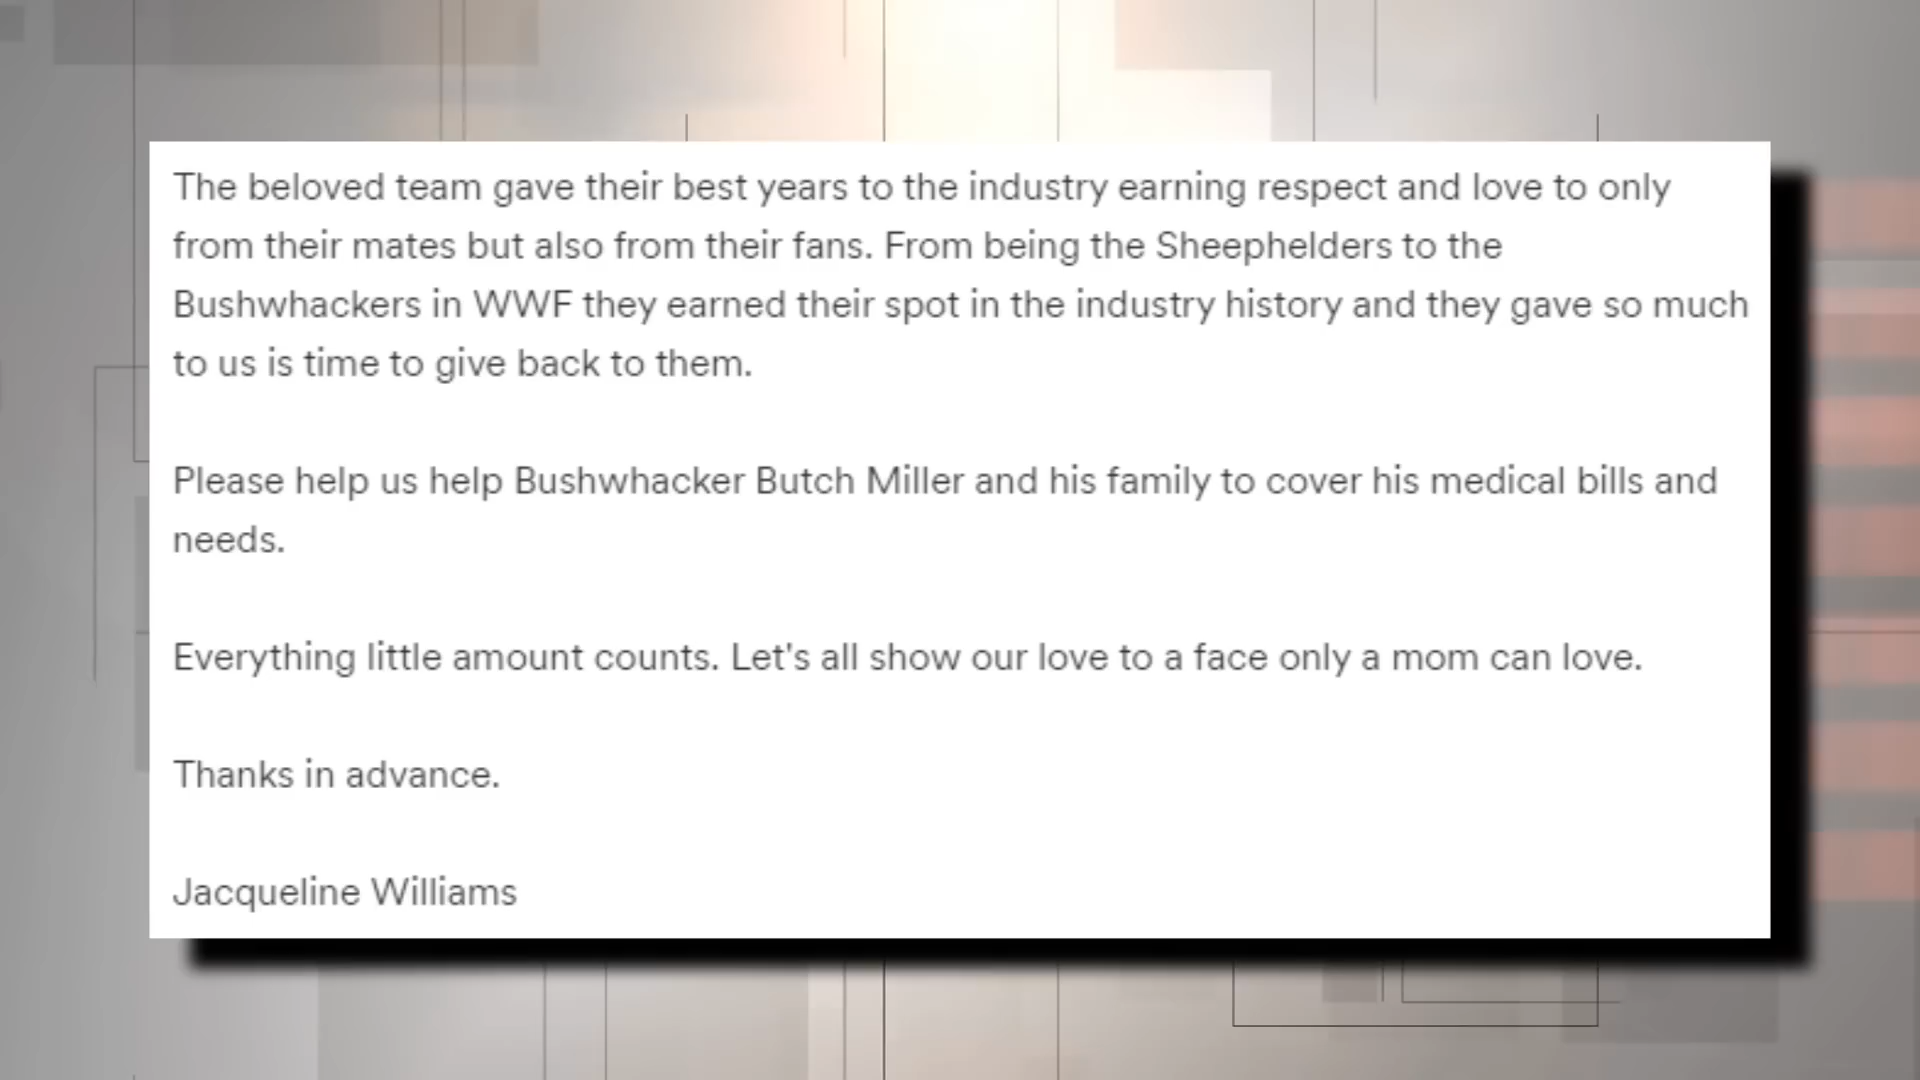 The beloved team gave their best years to the industry earning respect and love to only
from their mates but also from their fans. From being the Sheephelders to the
Bushwhackers in WWF they earned their spot in the industry history and they gave so much
to us is time to give back to them.
Please help us help Bushwhacker Butch Miller and his family to cover his medical bills and
needs.
Everything little amount counts. Let's all show our love to a face only a mom can love.
Thanks in advance.
Jacqueline Williams